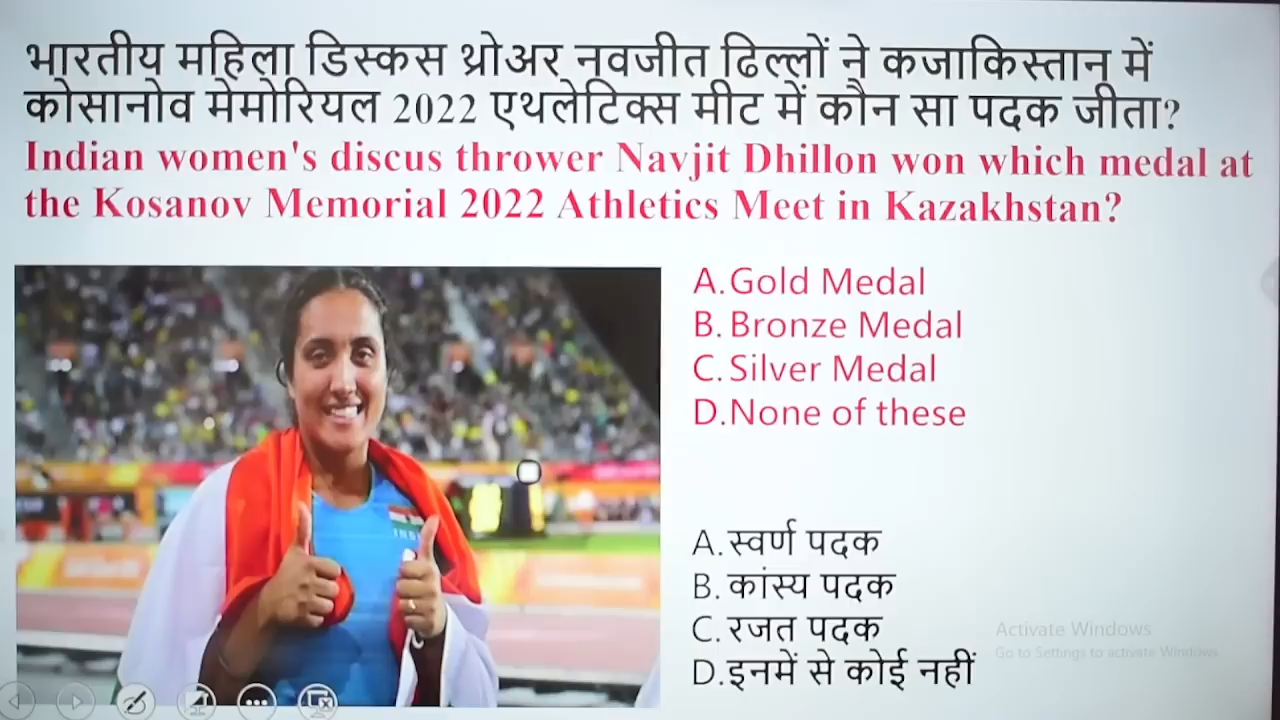 भारतीय महिला डिस्कस थ्रोअर नवजीत ढिल्लों ने कजाकिस्तान में
कोसानोव मेमोरियल 2022 एथलेटिक्स मीट में कौन सा पदक जीता?
Indian women's discus thrower Navjit Dhillon won which medal at
the Kosanov Memorial 2022 Athletics Meet in Kazakhstan?
A. Gold Medal
B. Bronze Medal
C. Silver Medal
D. None of these
IND
A. स्वर्ण पदक
B. कांस्य पदक
C. रजत पदक
D. इनमें से कोई नहीं
Activate Windows
Go to Settings to activate Windows.